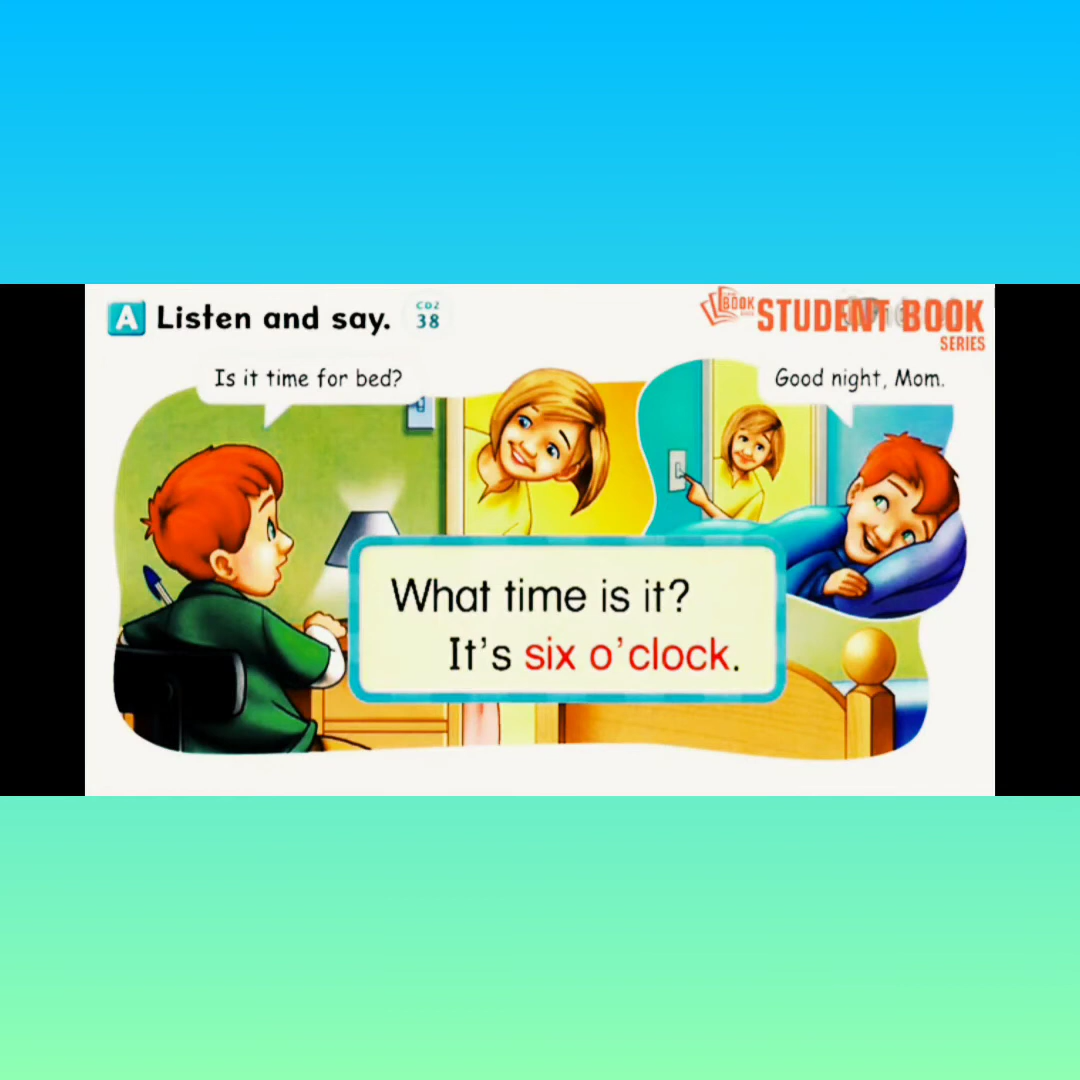 A Listen and say.
CD2
38
BOOK
STUDENT BOOK
SERIES
Is it time for bed?
Good night, Mom.
What time is it?
It's six o'clock.